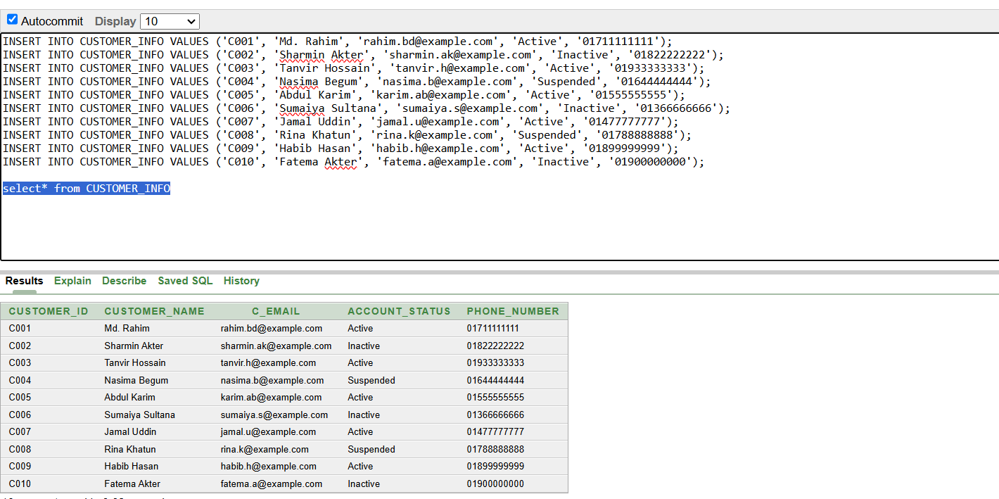 Autocommit Display 10
INSERT INTO CUSTOMER_INFO VALUES ('C001', 'Md. Rahim', 'rahim.bd@example.com', 'Active', '01711111111');
INSERT INTO CUSTOMER_INFO VALUES ('C002', 'Sharmin Akter', 'sharmin.ak@example.com', 'Inactive', '01822222222');
INSERT INTO CUSTOMER_INFO VALUES ('C003', 'Tanvir Hossain', 'tanvir.h@example.com', 'Active', '01933333333');
INSERT INTO CUSTOMER_INFO VALUES ('C004', 'Nasima Begum', 'nasima.b@example.com', 'Suspended', '01644444444');
INSERT INTO CUSTOMER_INFO VALUES ('C005', 'Abdul Karim', 'karim.ab@example.com', 'Active', '01555555555');
INSERT INTO CUSTOMER_INFO VALUES ('C006', 'Sumaiya Sultana', 'sumaiya.s@example.com', 'Inactive', '01366666666');
INSERT INTO CUSTOMER_INFO VALUES ('C007', 'Jamal Uddin', 'jamal.u@example.com', 'Active', '01477777777');
INSERT INTO CUSTOMER_INFO VALUES ('C008', 'Rina Khatun', 'rina.k@example.com', 'Suspended', '01788888888');
INSERT INTO CUSTOMER_INFO VALUES ('C009', 'Habib Hasan', 'habib.h@example.com', 'Active', '01899999999');
INSERT INTO CUSTOMER_INFO VALUES ('C010', 'Fatema Akter', 'fatema.a@example.com', 'Inactive', '01900000000');
select* from CUSTOMER_INFO
Results Explain Describe Saved SQL History
CUSTOMER_ID CUSTOMER_NAME C_EMAIL ACCOUNT_STATUS PHONE_NUMBER
C001 Md. Rahim rahim.bd@example.com Active 01711111111
C002 Sharmin Akter sharmin.ak@example.com Inactive 01822222222
C003 Tanvir Hossain tanvir.h@example.com Active 01933333333
C004 Nasima Begum nasima.b@example.com Suspended 01644444444
C005 Abdul Karim karim.ab@example.com Active 01555555555
C006 Sumaiya Sultana sumaiya.s@example.com Inactive 01366666666
C007 Jamal Uddin jamal.u@example.com Active 01477777777
C008 Rina Khatun rina.k@example.com Suspended 01788888888
C009 Habib Hasan habib.h@example.com Active 01899999999
C010 Fatema Akter fatema.a@example.com Inactive 01900000000